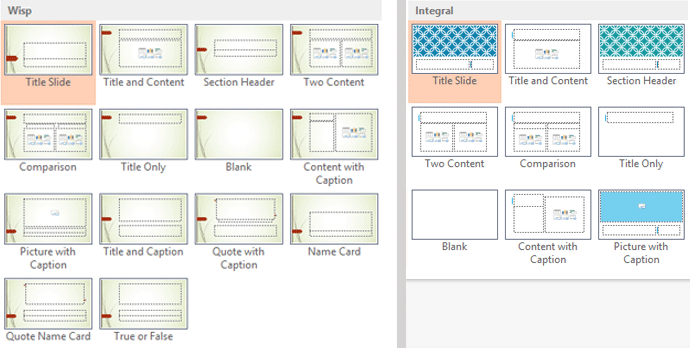 Wisp
Title Slide
Title and Content
Section Header
Two Content
Comparison
Title Only
Blank
Content with
Caption
Picture with
Caption
Title and Caption
Quote with
Caption
Name Card
Quote Name Card
True or False
Integral
Title Slide
Title and Content
Section Header
Two Content
Comparison
Title Only
Blank
Content with
Caption
Picture with
Caption